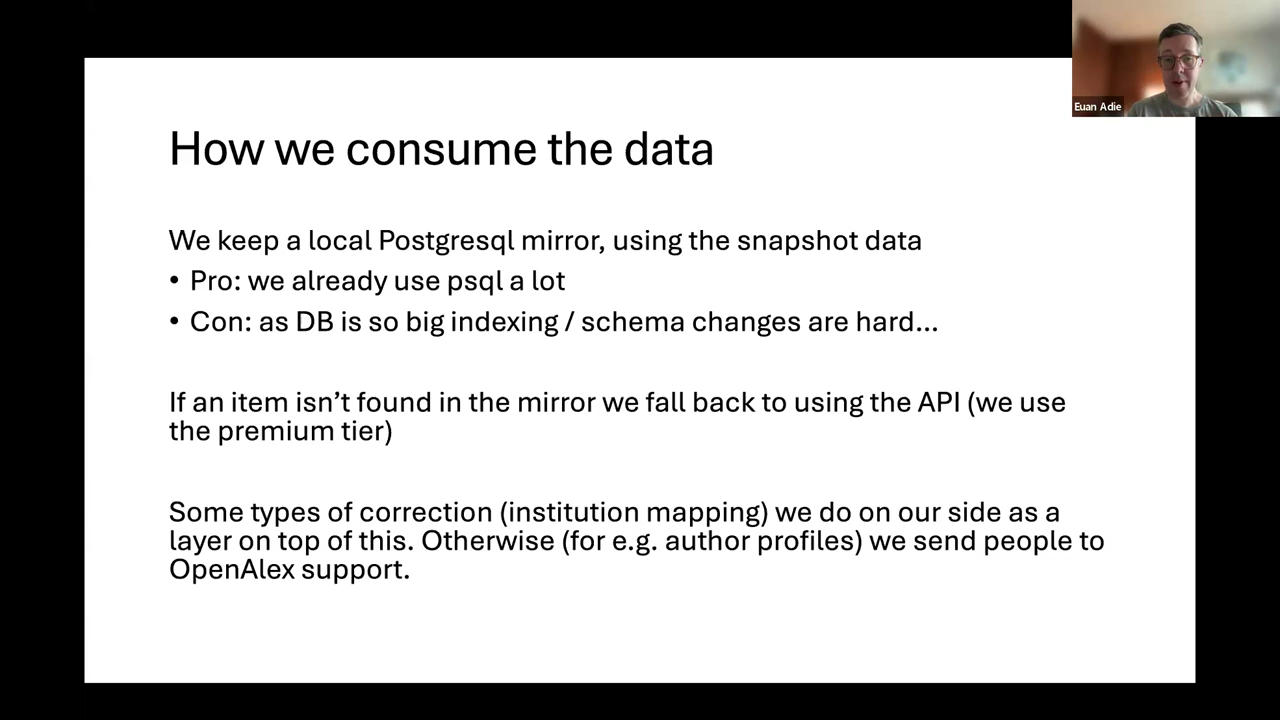 Euan Adie
How we consume the data
We keep a local Postgresql mirror, using the snapshot data
• Pro: we already use psql a lot
• Con: as DB is so big indexing / schema changes are hard...
If an item isn’t found in the mirror we fall back to using the API (we use
the premium tier)
Some types of correction (institution mapping) we do on our side as a
layer on top of this. Otherwise (for e.g. author profiles) we send people to
OpenAlex support.